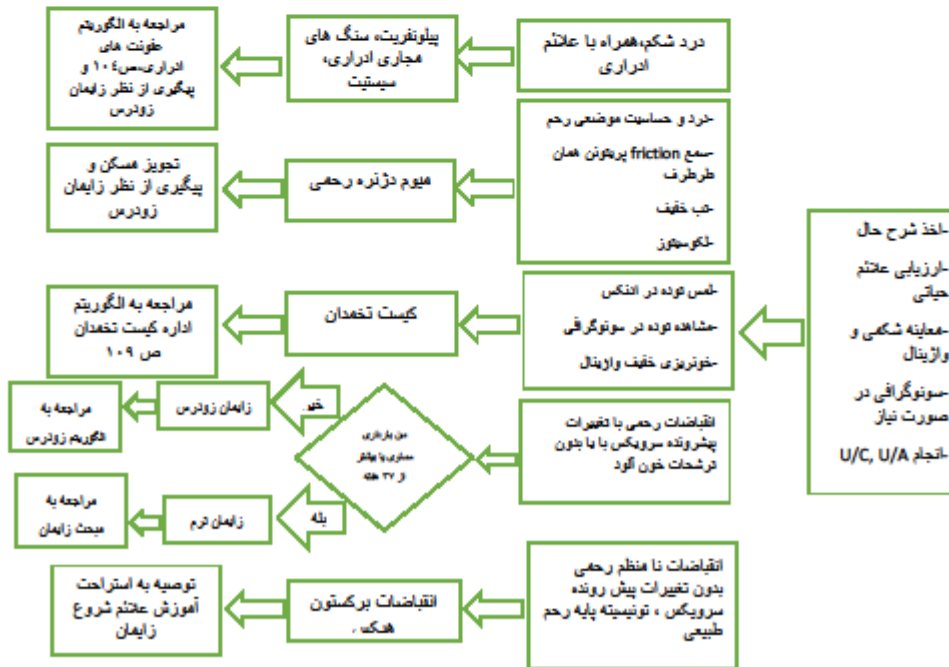 -اخذ شرح حال
-ارزیابی علائم
حیاتی
-معاینه شکمی و
واژینال
-سونوگرافی در
صورت نیاز
-انجام U/C, U/A
درد شکم،همراه با علائم
ادراری
پیلونفریت، سنگ های
مجاری ادراری،
سیستیت
مراجعه به الگوریتم
عفونت های
ادراری،ص١٠٤ و
پیگیری از نظر زایمان
زودرس
-درد و حساسیت موضعی رحم
-سمع friction پریتونن همان
طرطرف
-تب خفیف
-لکوسیتوز
میوم دژنره رحمی
تجویز مسکن و
پیگیری از نظر زایمان
زودرس
-لمس توده در ادنکس
-مشاهده توده در سونوگرافی
-خونریزی خفیف واژینال
کیست تخمدان
مراجعه به الگوریتم
اداره کیست تخمدان
ص ١٠٩
انقباضات رحمی با تغییرات
پیشرونده سرویکس با یا بدون
ترشحات خون آلود
سن بارداری
مساوی یا بیشتر
از ٣٧ هفته
خیر
زایمان زودرس
مراجعه به
الگوریتم زودرس
بله
زایمان ترم
مراجعه به
مبحث زایمان
انقباضات نا منظم رحمی
بدون تغییرات پیش رونده
سرویکس ، تونیسیته پایه رحم
طبیعی
انقباضات برکستون
هیکس ،
توصیه به استراحت
آموزش علائم شروع
زایمان